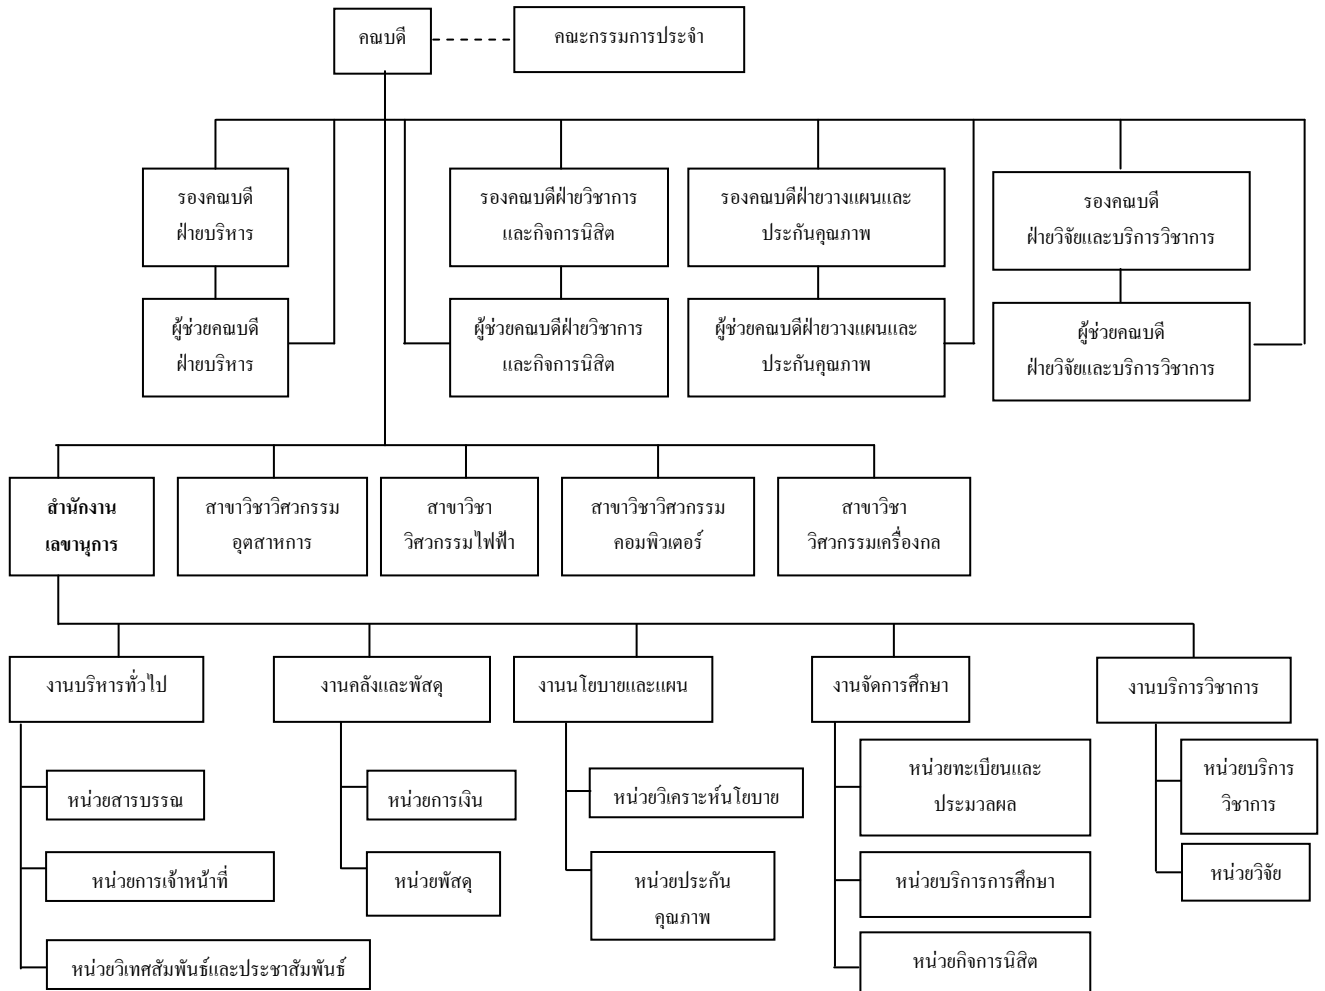 คณบดี
คณะกรรมการประจำ
รองคณบดี
ฝ่ายบริหาร
รองคณบดีฝ่ายวิชาการ
และกิจการนิสิต
รองคณบดีฝ่ายวางแผนและ
ประกันคุณภาพ
รองคณบดี
ฝ่ายวิจัยและบริการวิชาการ
ผู้ช่วยคณบดี
ฝ่ายบริหาร
ผู้ช่วยคณบดีฝ่ายวิชาการ
และกิจการนิสิต
ผู้ช่วยคณบดีฝ่ายวางแผนและ
ประกันคุณภาพ
ผู้ช่วยคณบดี
ฝ่ายวิจัยและบริการวิชาการ
สำนักงาน
เลขานุการ
สาขาวิชาวิศวกรรม
อุตสาหการ
สาขาวิชา
วิศวกรรมไฟฟ้า
สาขาวิชาวิศวกรรม
คอมพิวเตอร์
สาขาวิชา
วิศวกรรมเครื่องกล
งานบริหารทั่วไป
งานคลังและพัสดุ
งานนโยบายและแผน
งานจัดการศึกษา
งานบริการวิชาการ
หน่วยสารบรรณ
หน่วยการเจ้าหน้าที่
หน่วยวิเทศสัมพันธ์และประชาสัมพันธ์
หน่วยการเงิน
หน่วยพัสดุ
หน่วยวิเคราะห์นโยบาย
หน่วยประกัน
คุณภาพ
หน่วยทะเบียนและ
ประมวลผล
หน่วยบริการการศึกษา
หน่วยกิจการนิสิต
หน่วยบริการ
วิชาการ
หน่วยวิจัย